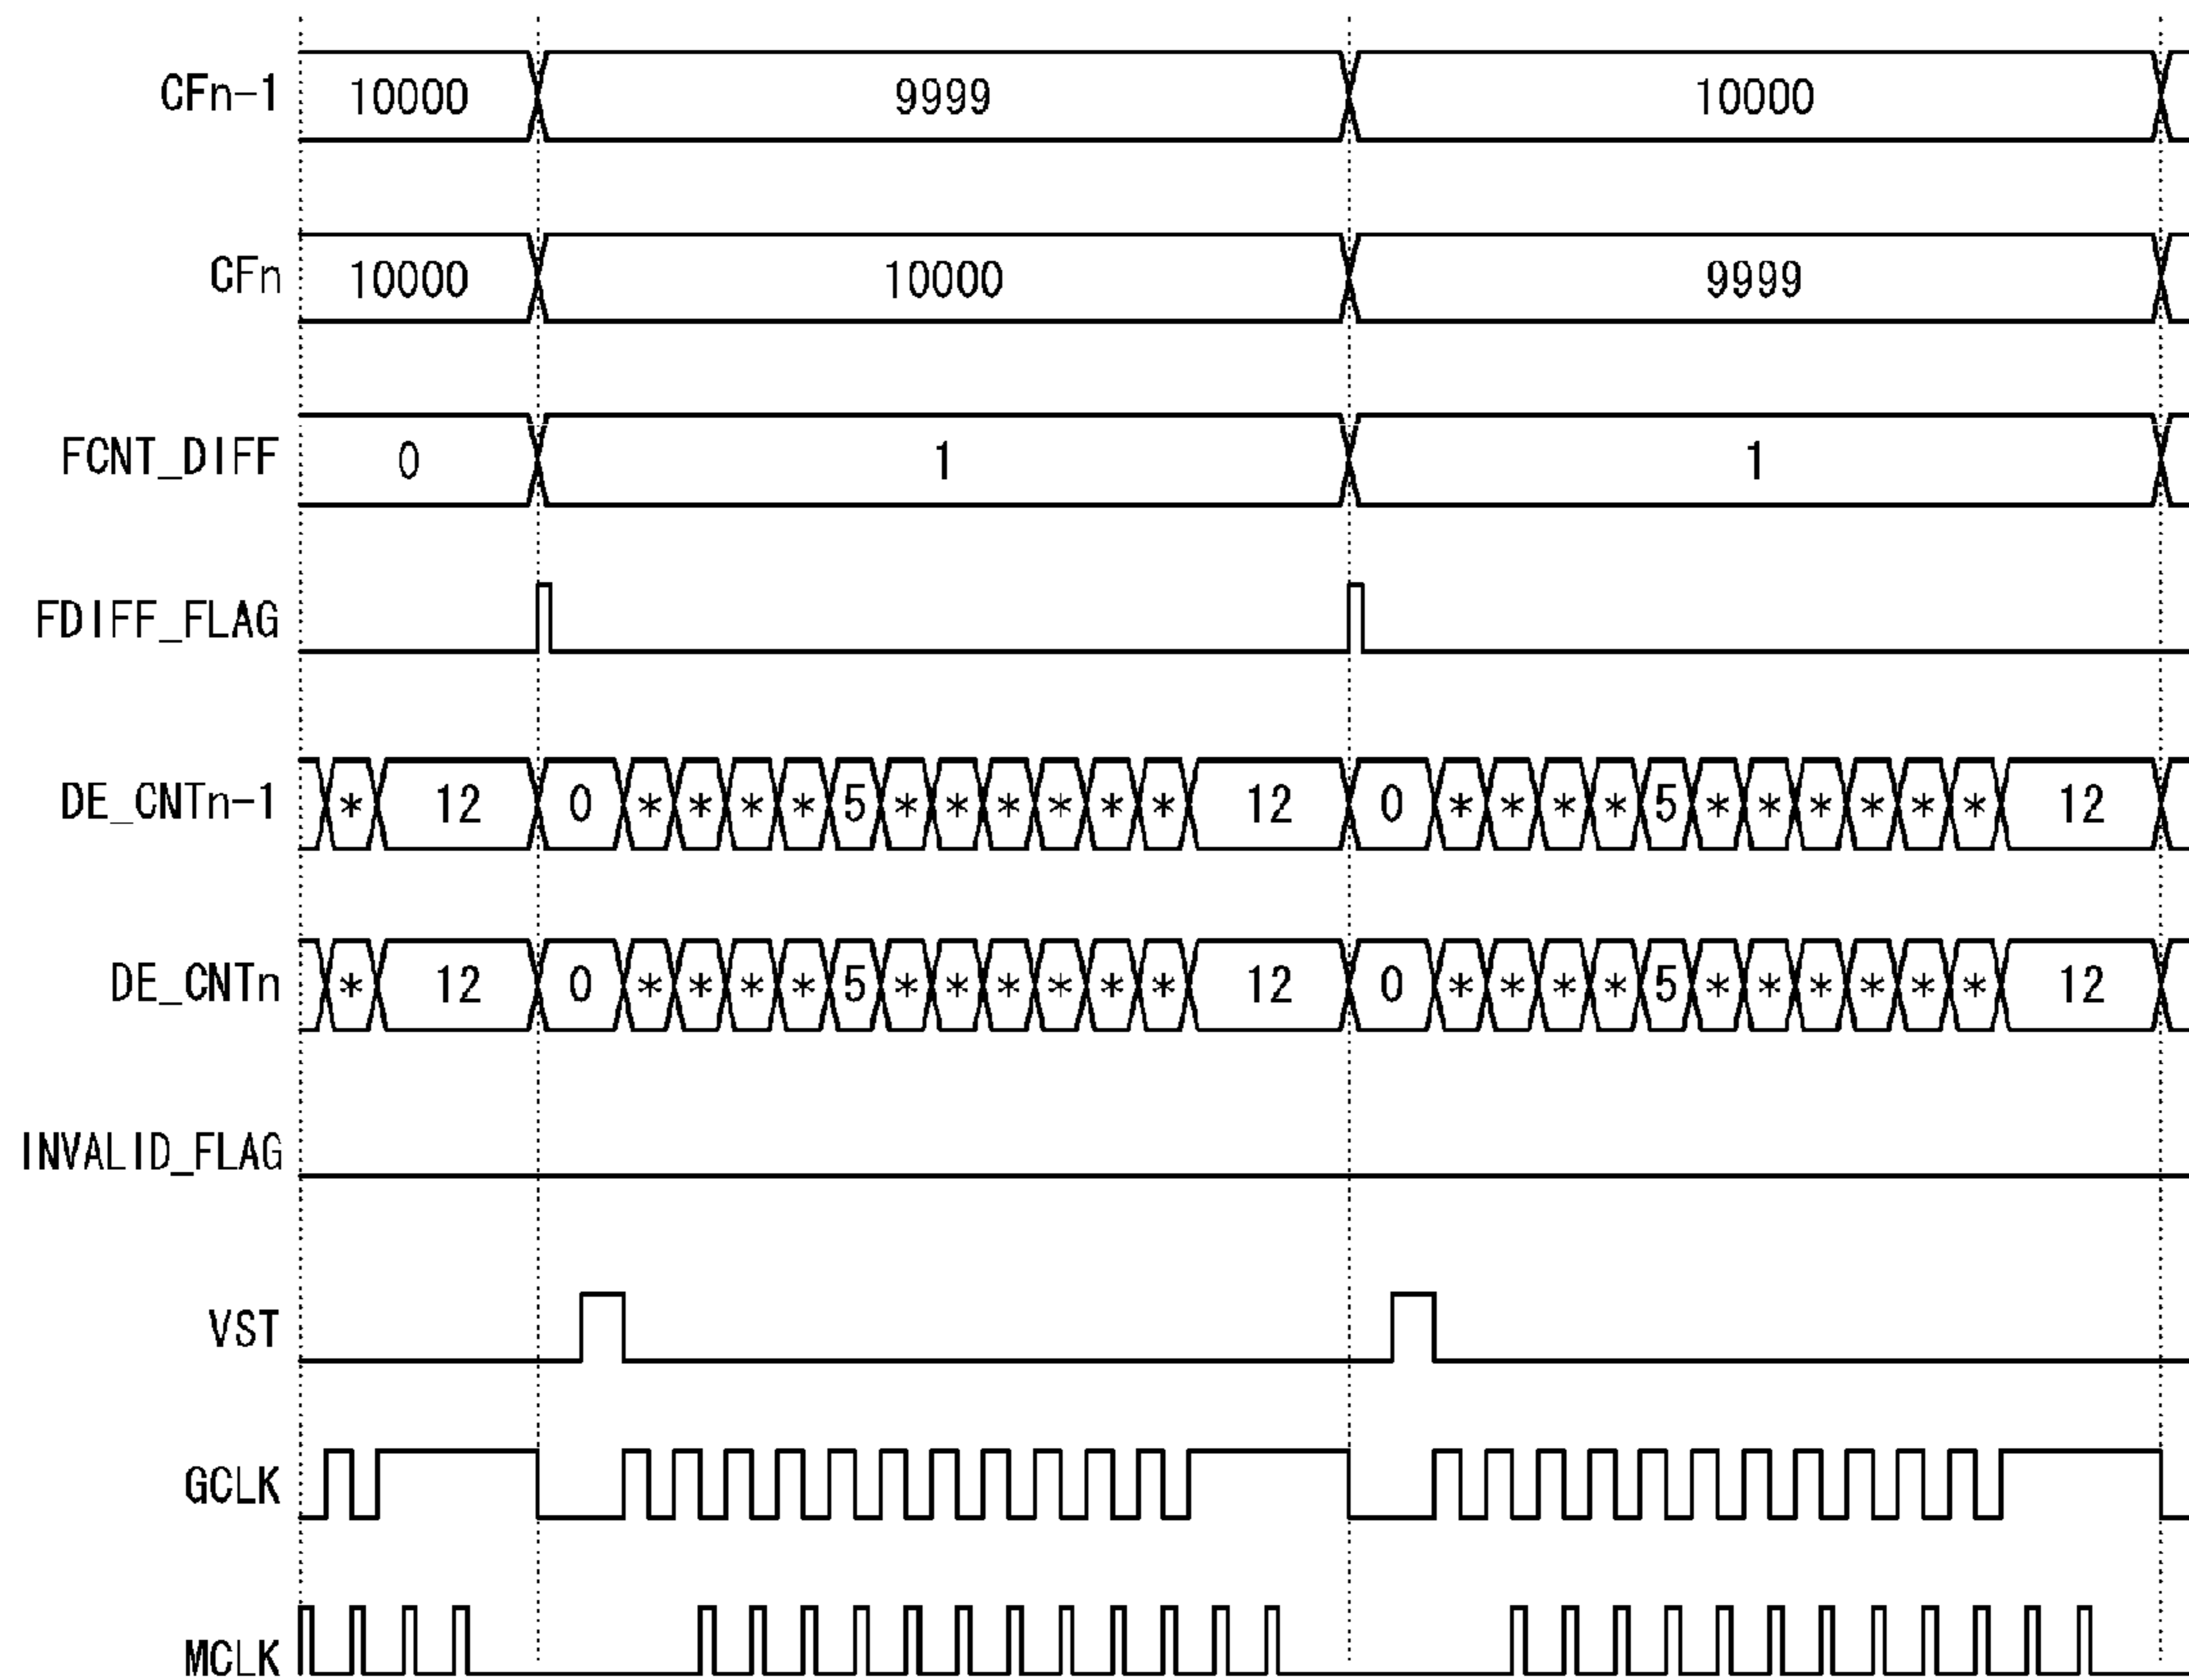 CFn-1 10000 9999 10000
CFn 10000 10000 9999
FCNT_DIFF 0 1 1
FDIFF_FLAG
DE_CNTn-1 * 12 0 * * * * 5 * * * * * * 12 0 * * * * 5 * * * * * * 12
DE_CNTn * 12 0 * * * * 5 * * * * * * 12 0 * * * * 5 * * * * * * 12
INVALID_FLAG
VST
GCLK
MCLK